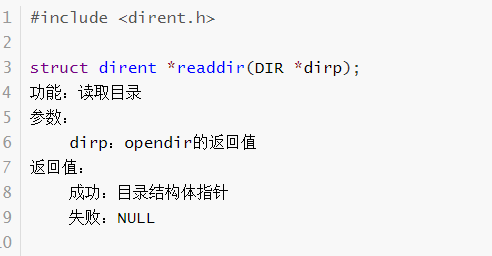 1 #include <dirent.h>
2
3 struct dirent *readdir(DIR *dirp);
4 功能：读取目录
5 参数：
6 dirp：opendir的返回值
7 返回值：
8 成功：目录结构体指针
9 失败：NULL
10